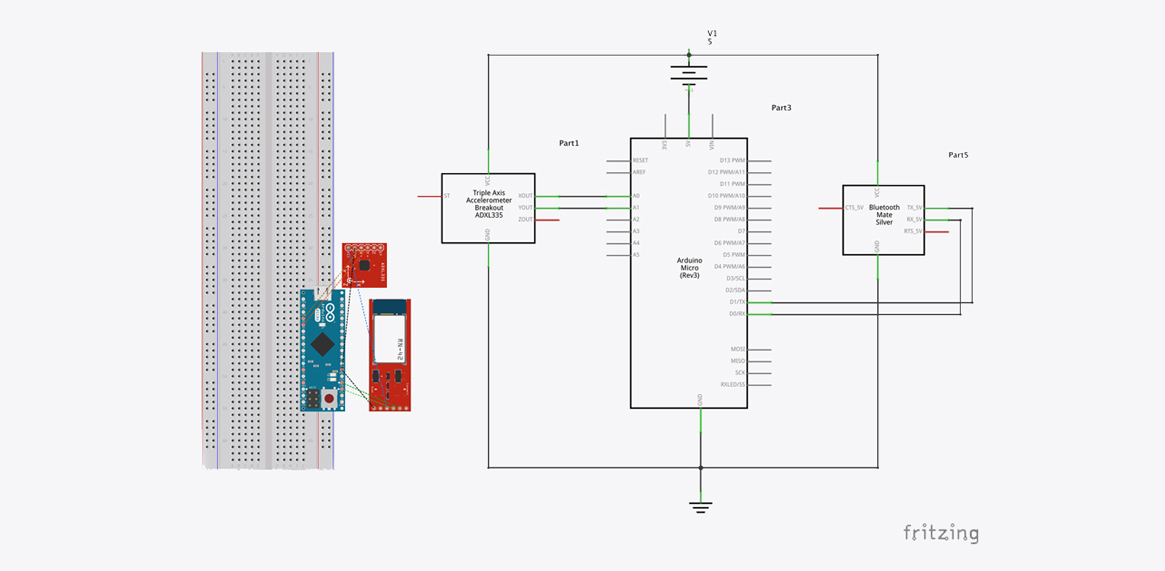 V1
5
Part3
Part1
Part5
Triple Axis
Accelerometer
Breakout
ADXL335
VCC
ST
XOUT
YOUT
ZOUT
GND
3V3
5V
VIN
RESET
AREF
A0
A1
A2
A3
A4
A5
Arduino
Micro
(Rev3)
D13 PWM
D12 PWM/A11
D11 PWM
D10 PWM/A10
D9 PWM/A9
D8 PWM/A8
D7
D6 PWM/A7
D5 PWM
D4 PWM/A6
D3/SCL
D2/SDA
D1/TX
D0/RX
MOSI
MISO
SCK
RXLED/SS
GND
VCC
Bluetooth
Mate
Silver
CTS_5V
TX_5V
RX_5V
RTS_5V
GND
fritzing